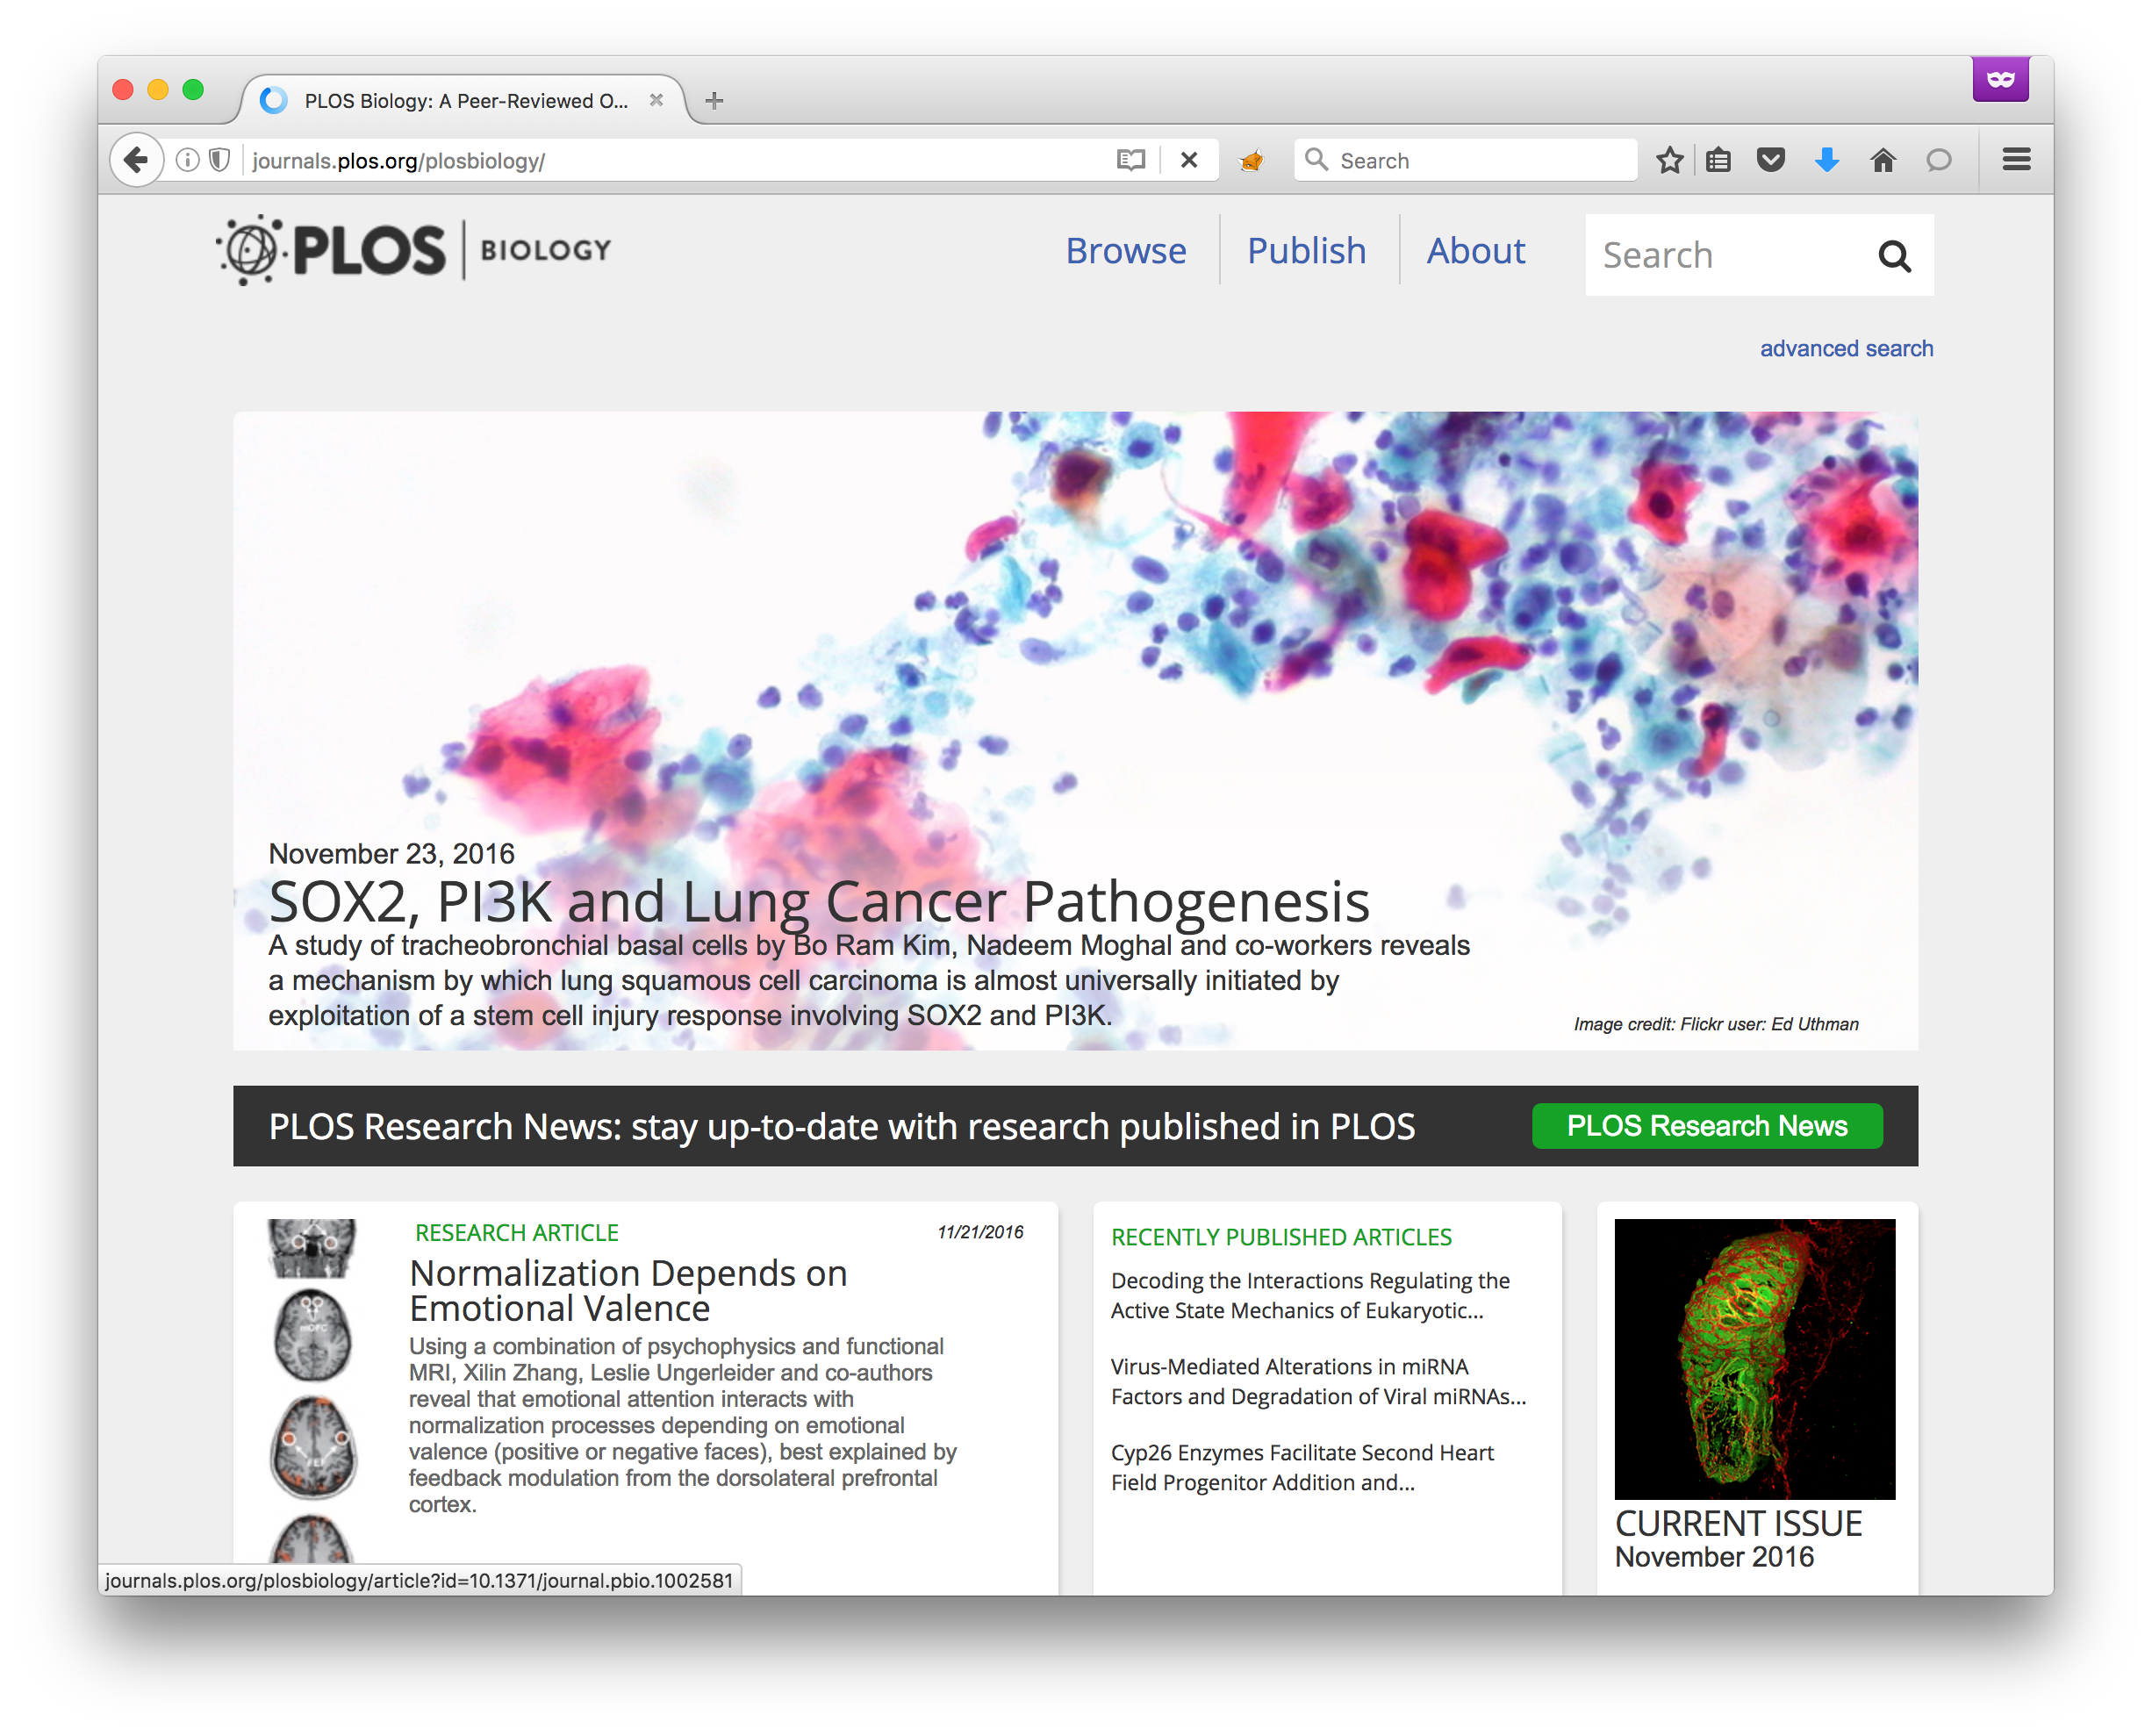 PLOS Biology: A Peer-Reviewed O...
journals.plos.org/plosbiology/
Search
PLOS BIOLOGY
Browse
Publish
About
Search
advanced search
November 23, 2016
SOX2, PI3K and Lung Cancer Pathogenesis
A study of tracheobronchial basal cells by Bo Ram Kim, Nadeem Moghal and co-workers reveals
a mechanism by which lung squamous cell carcinoma is almost universally initiated by
exploitation of a stem cell injury response involving SOX2 and PI3K.
Image credit: Flickr user: Ed Uthman
PLOS Research News: stay up-to-date with research published in PLOS
PLOS Research News
RESEARCH ARTICLE
11/21/2016
Normalization Depends on
Emotional Valence
Using a combination of psychophysics and functional
MRI, Xilin Zhang, Leslie Ungerleider and co-authors
reveal that emotional attention interacts with
normalization processes depending on emotional
valence (positive or negative faces), best explained by
feedback modulation from the dorsolateral prefrontal
cortex.
RECENTLY PUBLISHED ARTICLES
Decoding the Interactions Regulating the
Active State Mechanics of Eukaryotic...
Virus-Mediated Alterations in miRNA
Factors and Degradation of Viral miRNAs...
Cyp26 Enzymes Facilitate Second Heart
Field Progenitor Addition and...
CURRENT ISSUE
November 2016
journals.plos.org/plosbiology/article?id=10.1371/journal.pbio.1002581